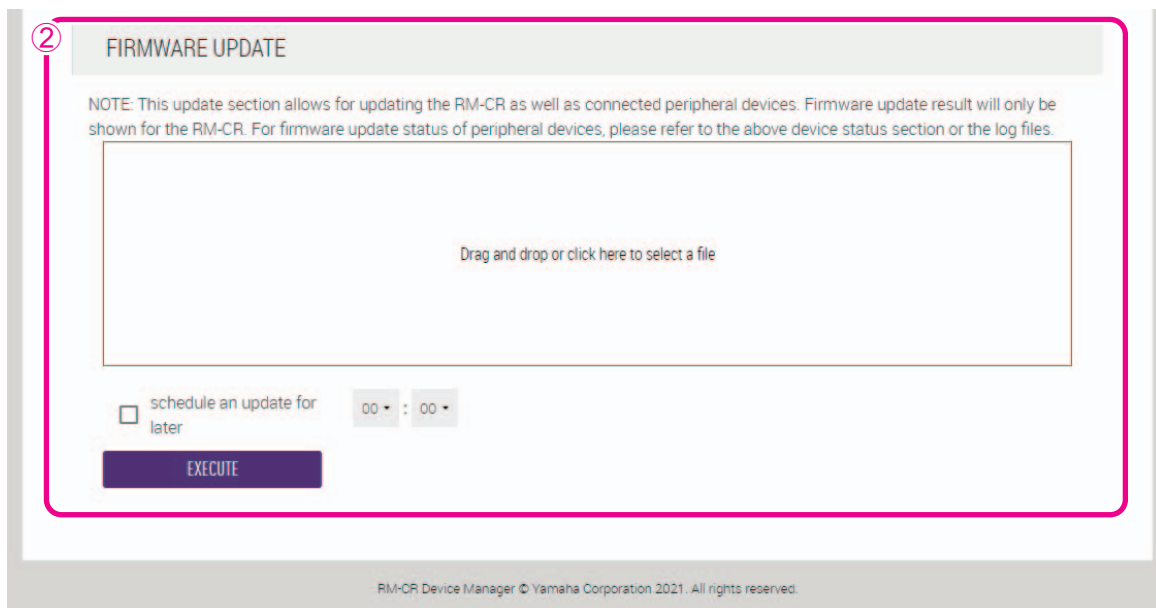 ②
FIRMWARE UPDATE
NOTE: This update section allows for updating the RM-CR as well as connected peripheral devices. Firmware update result will only be
shown for the RM-CR. For firmware update status of peripheral devices, please refer to the above device status section or the log files.
Drag and drop or click here to select a file
schedule an update for
later
00 : 00
EXECUTE
RM-CR Device Manager © Yamaha Corporation 2021. All rights reserved.